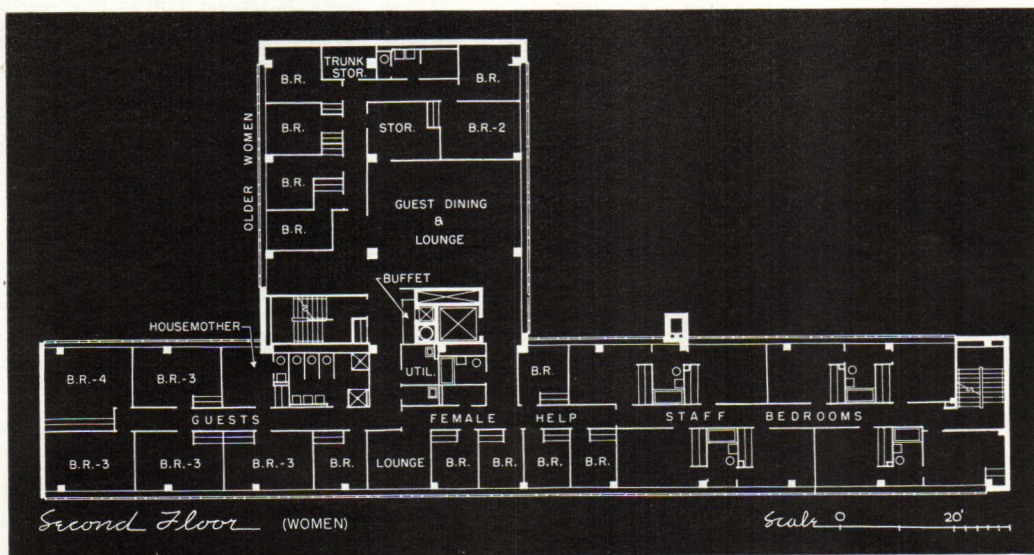 B.R.
TRUNK
STOR.
B.R.
B.R.
STOR.
B.R.-2
OLDER WOMEN
B.R.
GUEST DINING
&
LOUNGE
B.R.
BUFFET
HOUSEMOTHER
B.R.-4
B.R.-3
UTIL.
B.R.
GUESTS
FEMALE HELP
STAFF BEDROOMS
B.R.-3
B.R.-3
B.R.-3
B.R.
LOUNGE
B.R.
B.R.
B.R.
B.R.
Second Floor (WOMEN)
Scale 0 20'